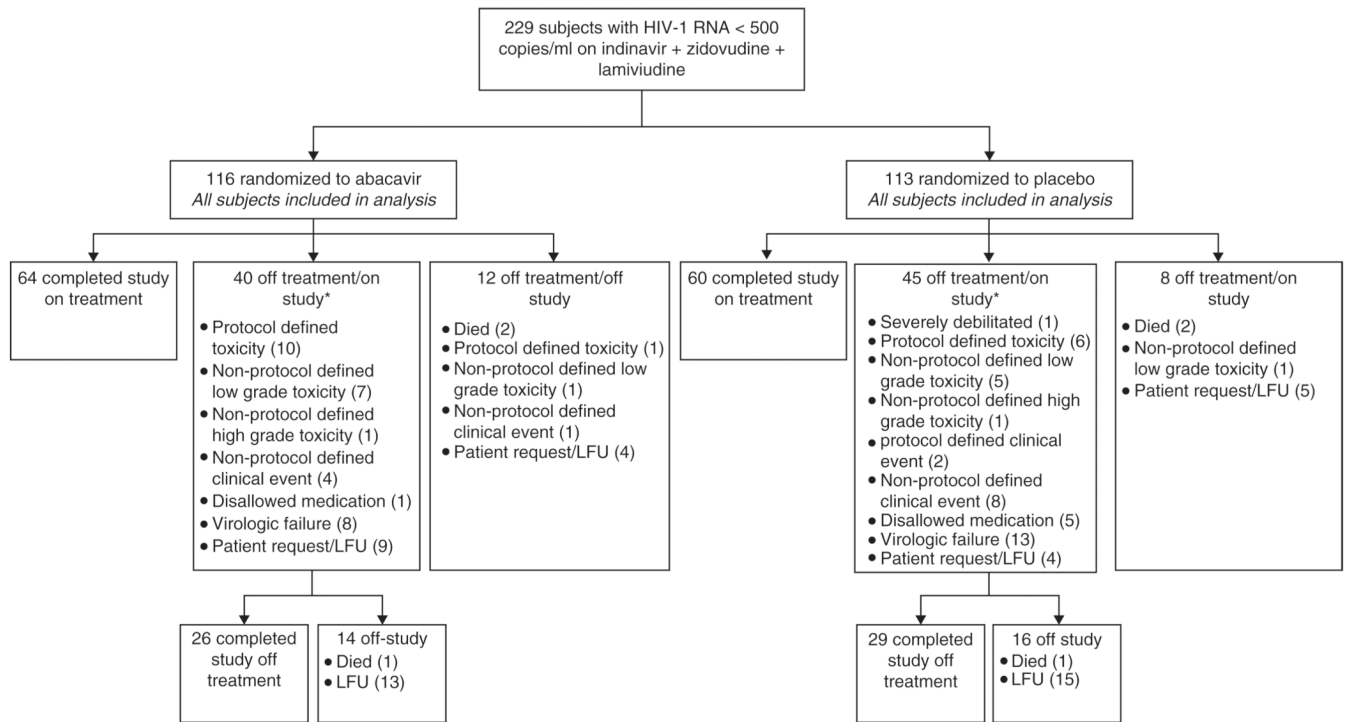 229 subjects with HIV-1 RNA < 500
copies/ml on indinavir + zidovudine +
lamiviudine
116 randomized to abacavir
All subjects included in analysis
113 randomized to placebo
All subjects included in analysis
64 completed study
on treatment
40 off treatment/on
study*
• Protocol defined
toxicity (10)
• Non-protocol defined
low grade toxicity (7)
• Non-protocol defined
high grade toxicity (1)
• Non-protocol defined
clinical event (4)
• Disallowed medication (1)
• Virologic failure (8)
• Patient request/LFU (9)
12 off treatment/off
study
• Died (2)
• Protocol defined toxicity (1)
• Non-protocol defined low
grade toxicity (1)
• Non-protocol defined
clinical event (1)
• Patient request/LFU (4)
60 completed study
on treatment
45 off treatment/on
study*
• Severely debilitated (1)
• Protocol defined toxicity (6)
• Non-protocol defined low
grade toxicity (5)
• Non-protocol defined high
grade toxicity (1)
• protocol defined clinical
event (2)
• Non-protocol defined
clinical event (8)
• Disallowed medication (5)
• Virologic failure (13)
• Patient request/LFU (4)
8 off treatment/on
study
• Died (2)
• Non-protocol defined
low grade toxicity (1)
• Patient request/LFU (5)
26 completed
study off
treatment
14 off-study
• Died (1)
• LFU (13)
29 completed
study off
treatment
16 off study
• Died (1)
• LFU (15)